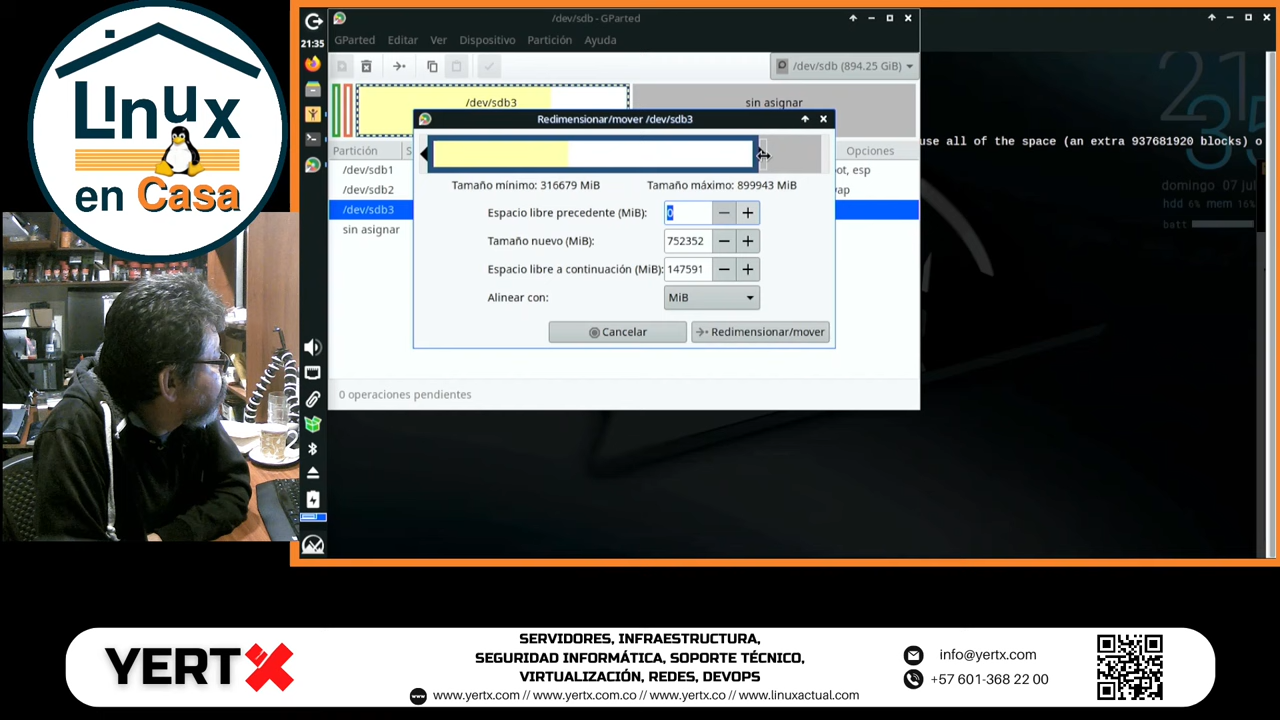 Linux
en Casa
21:35
/dev/sdb - GParted
GParted Editar Ver Dispositivo Partición Ayuda
/dev/sdb (894.25 GiB)
/dev/sdb3
sin asignar
Redimensionar/mover /dev/sdb3
Partición S
Opciones
/dev/sdb1
/dev/sdb2
/dev/sdb3
sin asignar
Tamaño mínimo: 316679 MiB Tamaño máximo: 899943 MiB
Espacio libre precedente (MiB): 0
Tamaño nuevo (MiB): 752352
Espacio libre a continuación (MiB): 147591
Alinear con: MiB
Cancelar Redimensionar/mover
0 operaciones pendientes
use all of the space (an extra 937681920 blocks) o
21
35
domingo 07 jul
hdd 6% mem 16%
batt
YERTX
SERVIDORES, INFRAESTRUCTURA,
SEGURIDAD INFORMÁTICA, SOPORTE TÉCNICO,
VIRTUALIZACIÓN, REDES, DEVOPS
www.yertx.com // www.yertx.com.co // www.yertx.co // www.linuxactual.com
info@yertx.com
+57 601-368 22 00